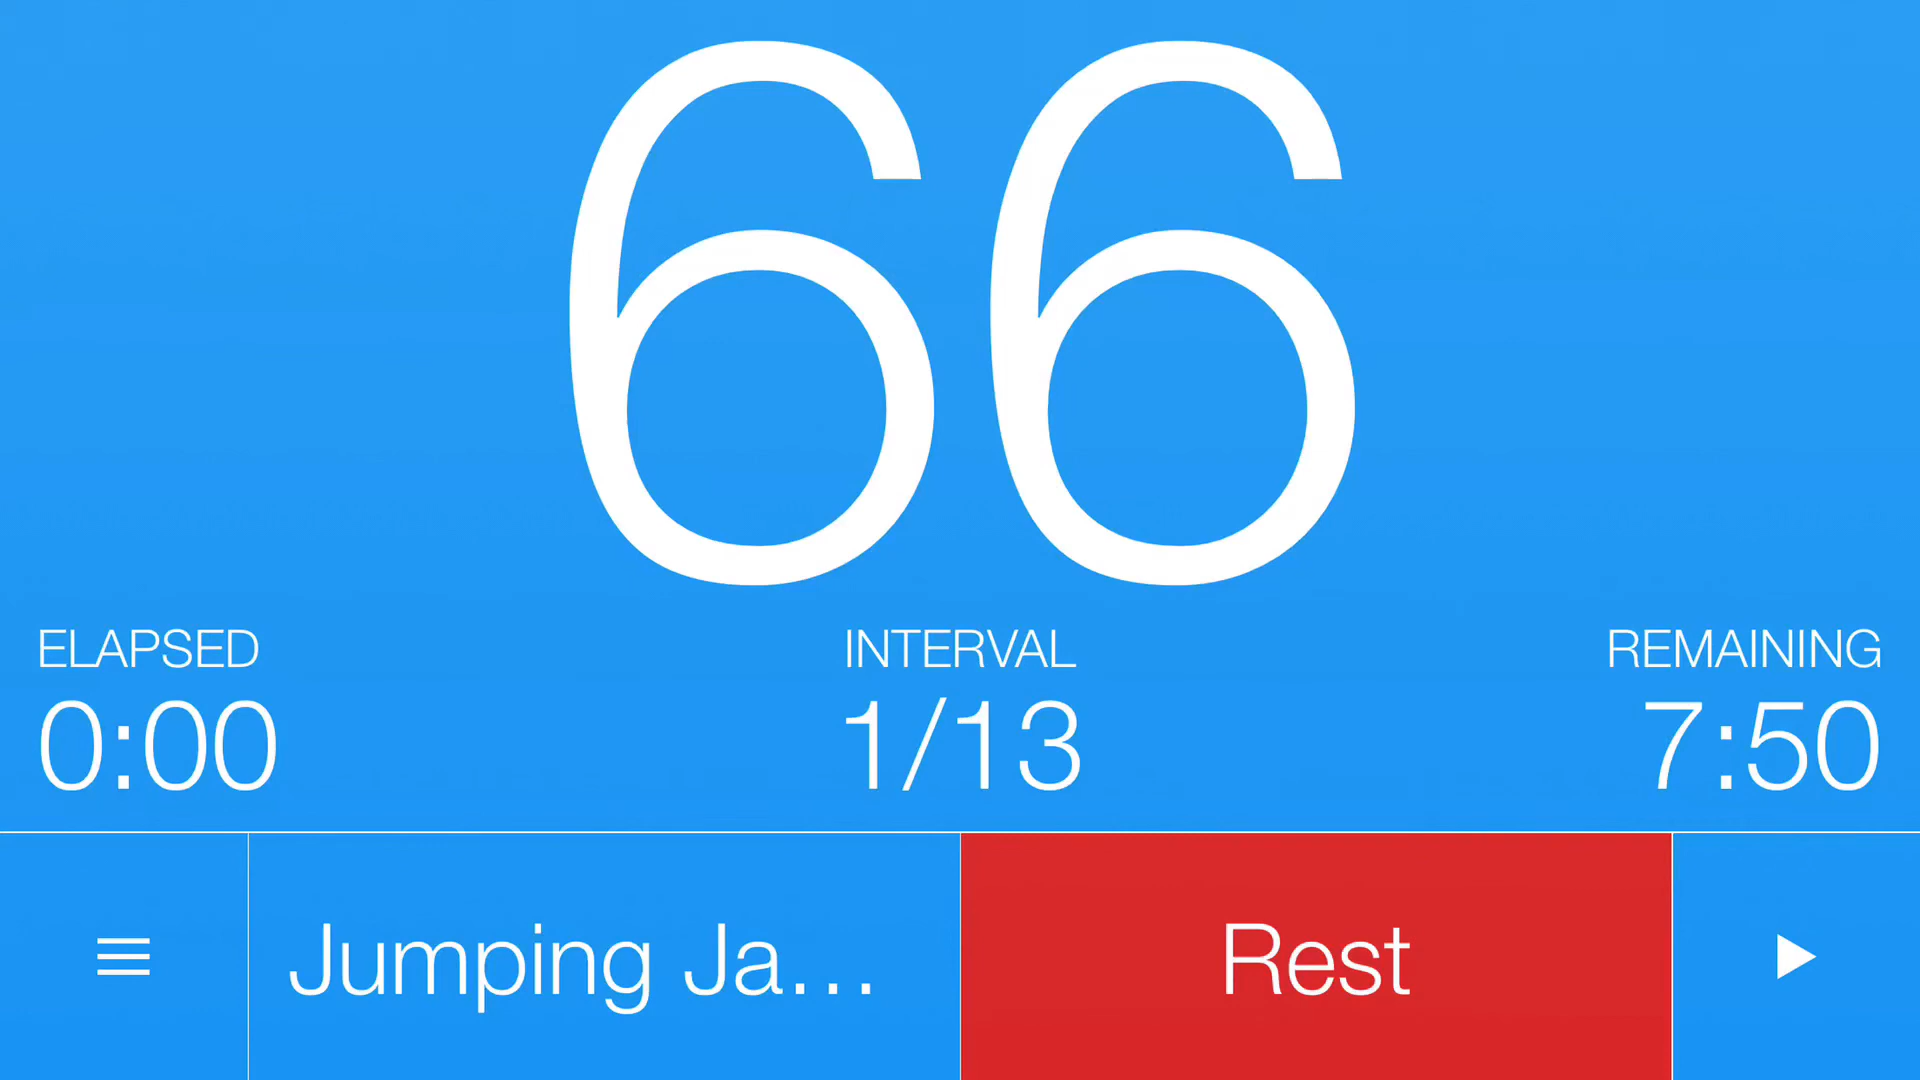 66
ELAPSED
INTERVAL
REMAINING
0:00
1/13
7:50
Jumping Ja...
Rest